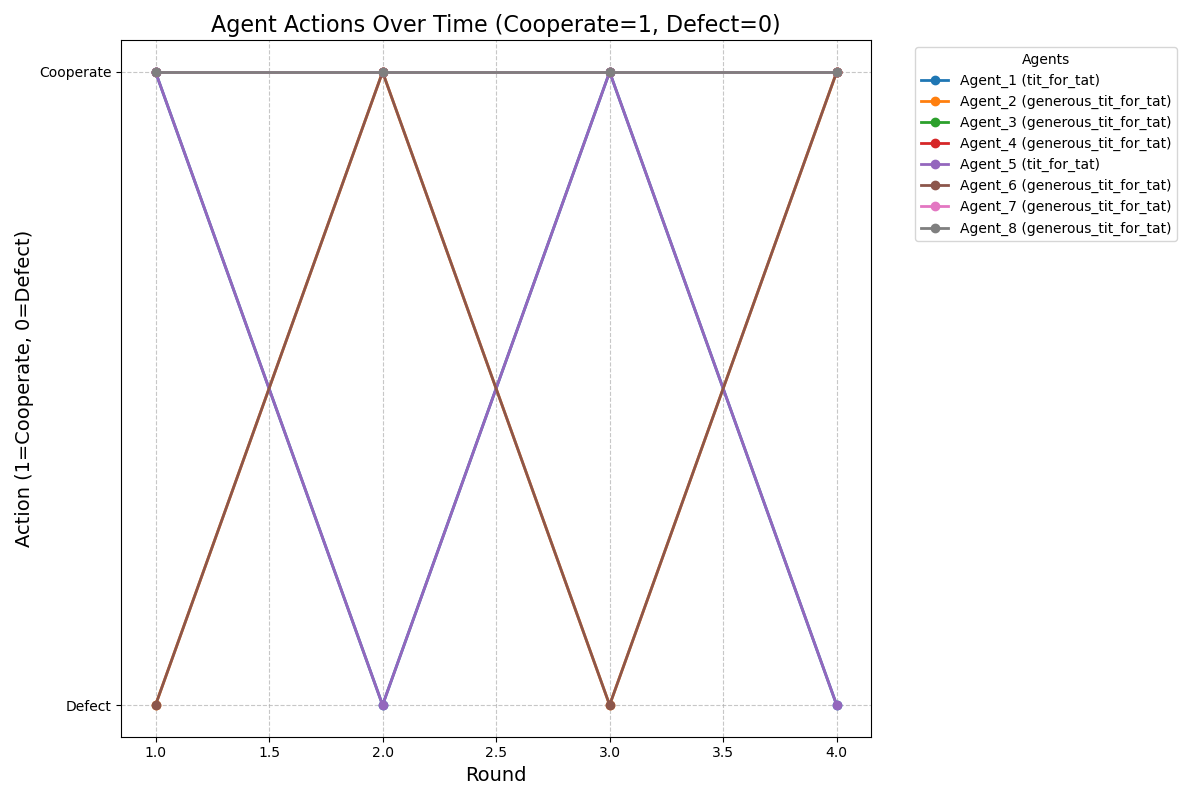 Agent Actions Over Time (Cooperate=1, Defect=0)
Action (1=Cooperate, 0=Defect)
Cooperate
Defect
1.0 1.5 2.0 2.5 3.0 3.5 4.0
Round
Agents
Agent_1 (tit_for_tat)
Agent_2 (generous_tit_for_tat)
Agent_3 (generous_tit_for_tat)
Agent_4 (generous_tit_for_tat)
Agent_5 (tit_for_tat)
Agent_6 (generous_tit_for_tat)
Agent_7 (generous_tit_for_tat)
Agent_8 (generous_tit_for_tat)